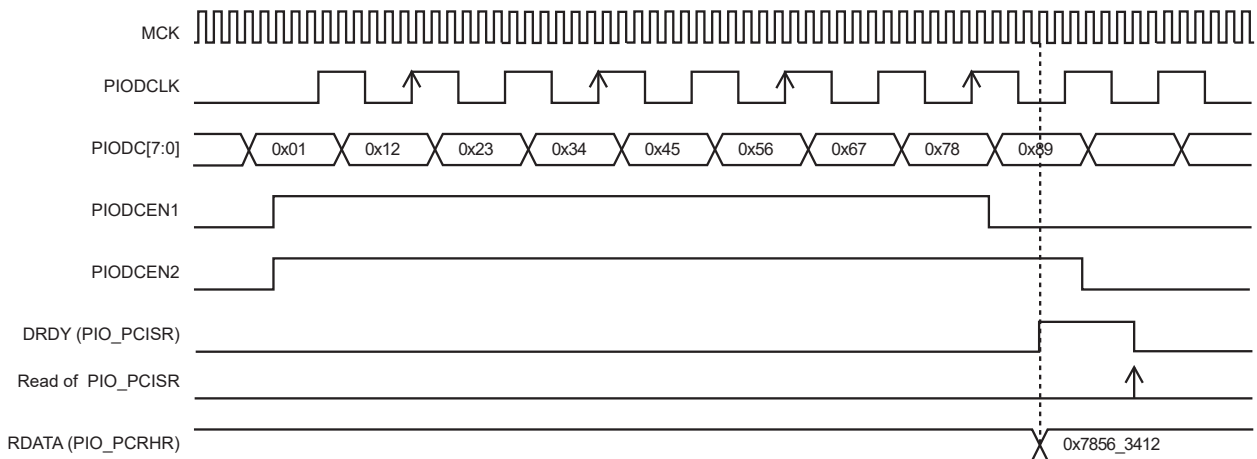 MCK
PIODCLK
PIODC[7:0] 0x01 0x12 0x23 0x34 0x45 0x56 0x67 0x78 0x89
PIODCEN1
PIODCEN2
DRDY (PIO_PCISR)
Read of PIO_PCISR
RDATA (PIO_PCRHR) 0x7856_3412